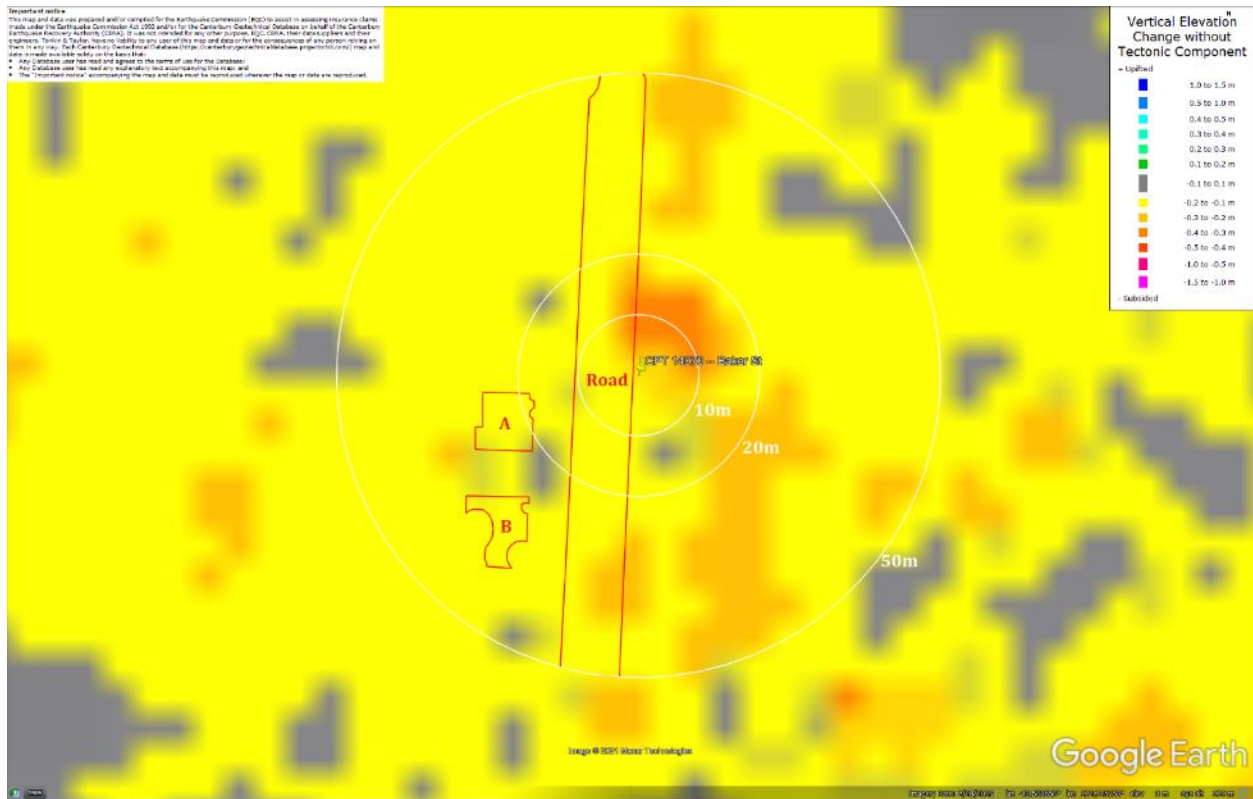 Important notice
This map and data was prepared and/or compiled for the Earthquake Commission (EQC) to assist in assessing insurance claims
made under the Earthquake Commission Act 1993 and/or for the Canterbury Geotechnical Database on behalf of the Canterbury
Earthquake Recovery Authority (CERA). It was not intended for any other purpose. EQC, CERA, their data suppliers and their
engineers, Tonkin & Taylor, have no liability to any user of this map and data or for the consequences of any person relying on
them in any way. Each Canterbury Geotechnical Database (https://canterburygeotechnicaldatabase.projectorbit.com/) map and
data is made available solely on the basis that:
• Any Database user has read and agrees to the terms of use for the Database;
• Any Database user has read any explanatory text accompanying this map; and
• The "Important notice" accompanying the map and data must be reproduced wherever the map or data are reproduced.
N
Vertical Elevation
Change without
Tectonic Component
+ Uplifted
1.0 to 1.5 m
0.5 to 1.0 m
0.4 to 0.5 m
0.3 to 0.4 m
0.2 to 0.3 m
0.1 to 0.2 m
-0.1 to 0.1 m
-0.2 to -0.1 m
-0.3 to -0.2 m
-0.4 to -0.3 m
-0.5 to -0.4 m
-1.0 to -0.5 m
-1.5 to -1.0 m
- Subsided
CPT -- Baker St
Road
10m
A
20m
B
50m
Image © 2021 Maxar Technologies
Google Earth
Imagery Date: